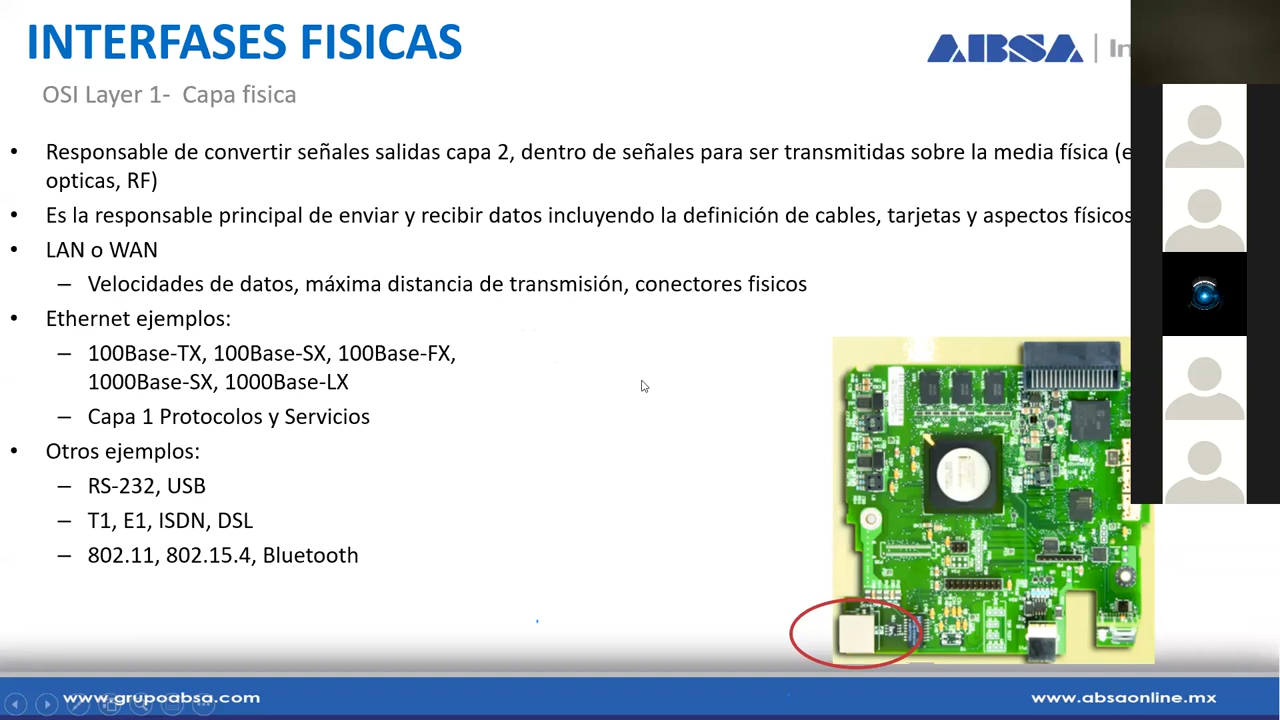 INTERFASES FISICAS
ABSA
OSI Layer 1- Capa fisica
• Responsable de convertir señales salidas capa 2, dentro de señales para ser transmitidas sobre la media física
opticas, RF)
• Es la responsable principal de enviar y recibir datos incluyendo la definición de cables, tarjetas y aspectos físicos
• LAN o WAN
– Velocidades de datos, máxima distancia de transmisión, conectores fisicos
• Ethernet ejemplos:
– 100Base-TX, 100Base-SX, 100Base-FX,
1000Base-SX, 1000Base-LX
– Capa 1 Protocolos y Servicios
• Otros ejemplos:
– RS-232, USB
– T1, E1, ISDN, DSL
– 802.11, 802.15.4, Bluetooth
www.grupoabsa.com
www.absaonline.mx